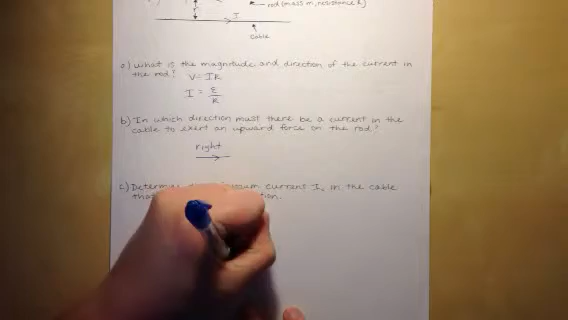 rod (mass m, resistance R)
r
I
cable
a) What is the magnitude and direction of the current in
the rod? V = IR
I = ε/R
b) In which direction must there be a current in the
cable to exert an upward force on the rod?
right
c) Determine current I, in the cable